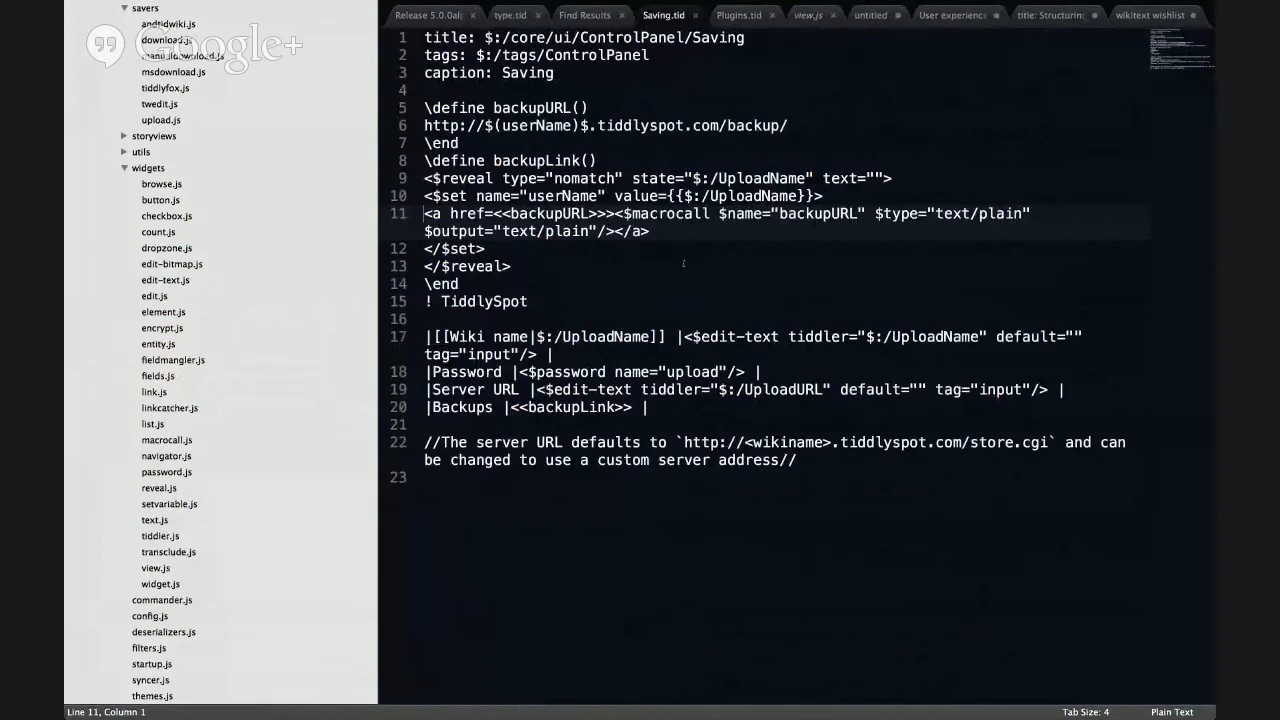 savers
andtidwiki.js
download.js
manualdownload.js
msdownload.js
tiddlyfox.js
twedit.js
upload.js
storyviews
utils
widgets
browse.js
button.js
checkbox.js
count.js
dropzone.js
edit-bitmap.js
edit-text.js
edit.js
element.js
encrypt.js
entity.js
fieldmangler.js
fields.js
link.js
linkcatcher.js
list.js
macrocall.js
navigator.js
password.js
reveal.js
setvariable.js
text.js
tiddler.js
transclude.js
view.js
widget.js
commander.js
config.js
deserializers.js
filters.js
startup.js
syncer.js
themes.js
Google+
Release 5.0.0al
type.tid
Find Results
Saving.tid
Plugins.tid
view.js
untitled
User experience
title: Structuring
wikitext wishlist
1 title: $:/core/ui/ControlPanel/Saving
2 tags: $:/tags/ControlPanel
3 caption: Saving
4
5 \define backupURL()
6 http://$(userName)$.tiddlyspot.com/backup/
7 \end
8 \define backupLink()
9 <$reveal type="nomatch" state="$:/UploadName" text="">
10 <$set name="userName" value={{$:/UploadName}}>
11 <a href=<<backupURL>>><$macrocall $name="backupURL" $type="text/plain"
$output="text/plain"/></a>
12 </$set>
13 </$reveal>
14 \end
15 ! TiddlySpot
16
17 |[[Wiki name|$:/UploadName]] |<$edit-text tiddler="$:/UploadName" default=""
tag="input"/> |
18 |Password |<$password name="upload"/> |
19 |Server URL |<$edit-text tiddler="$:/UploadURL" default="" tag="input"/> |
20 |Backups |<<backupLink>> |
21
22 //The server URL defaults to `http://<wikiname>.tiddlyspot.com/store.cgi` and can
be changed to use a custom server address//
23
Line 11, Column 1
Tab Size: 4
Plain Text